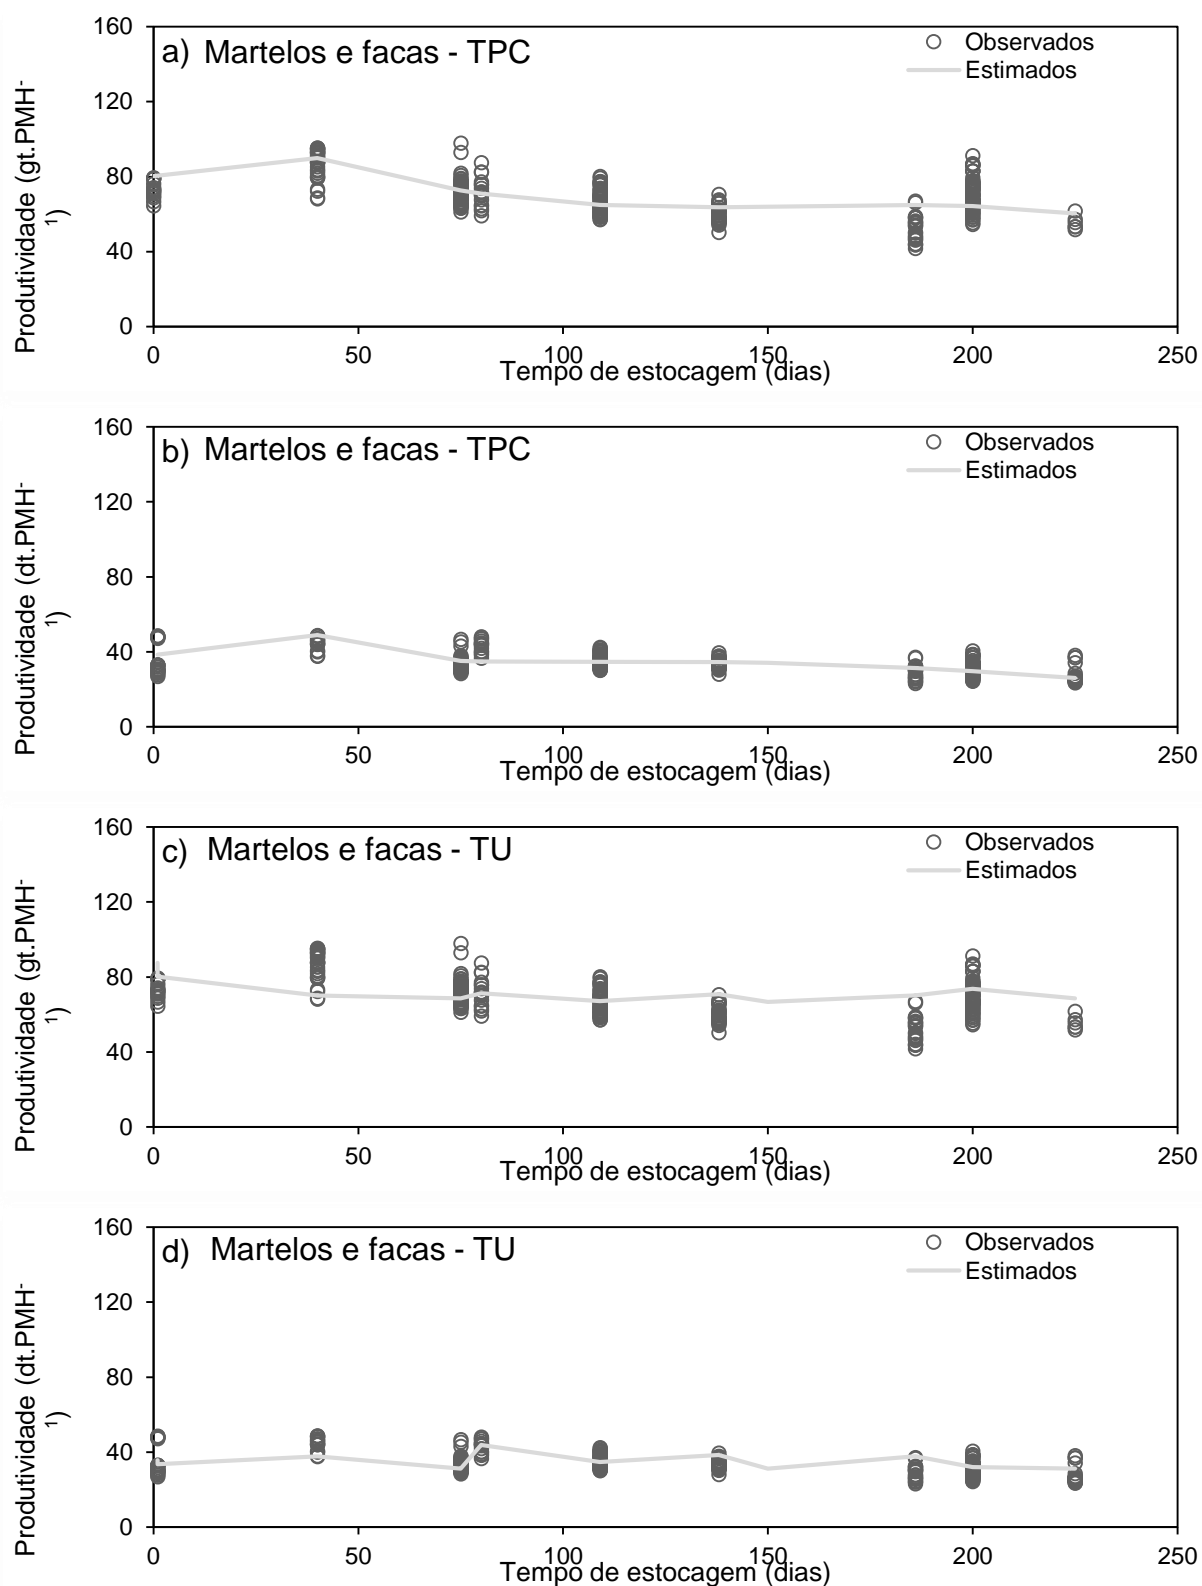 a) Martelos e facas - TPC
Observados
Estimados
Produtividade (gt.PMH-
1)
160
120
80
40
0
0 50 100 150 200 250
Tempo de estocagem (dias)
b) Martelos e facas - TPC
Observados
Estimados
Produtividade (dt.PMH-
1)
160
120
80
40
0
0 50 100 150 200 250
Tempo de estocagem (dias)
c) Martelos e facas - TU
Observados
Estimados
Produtividade (gt.PMH-
1)
160
120
80
40
0
0 50 100 150 200 250
Tempo de estocagem (dias)
d) Martelos e facas - TU
Observados
Estimados
Produtividade (dt.PMH-
1)
160
120
80
40
0
0 50 100 150 200 250
Tempo de estocagem (dias)